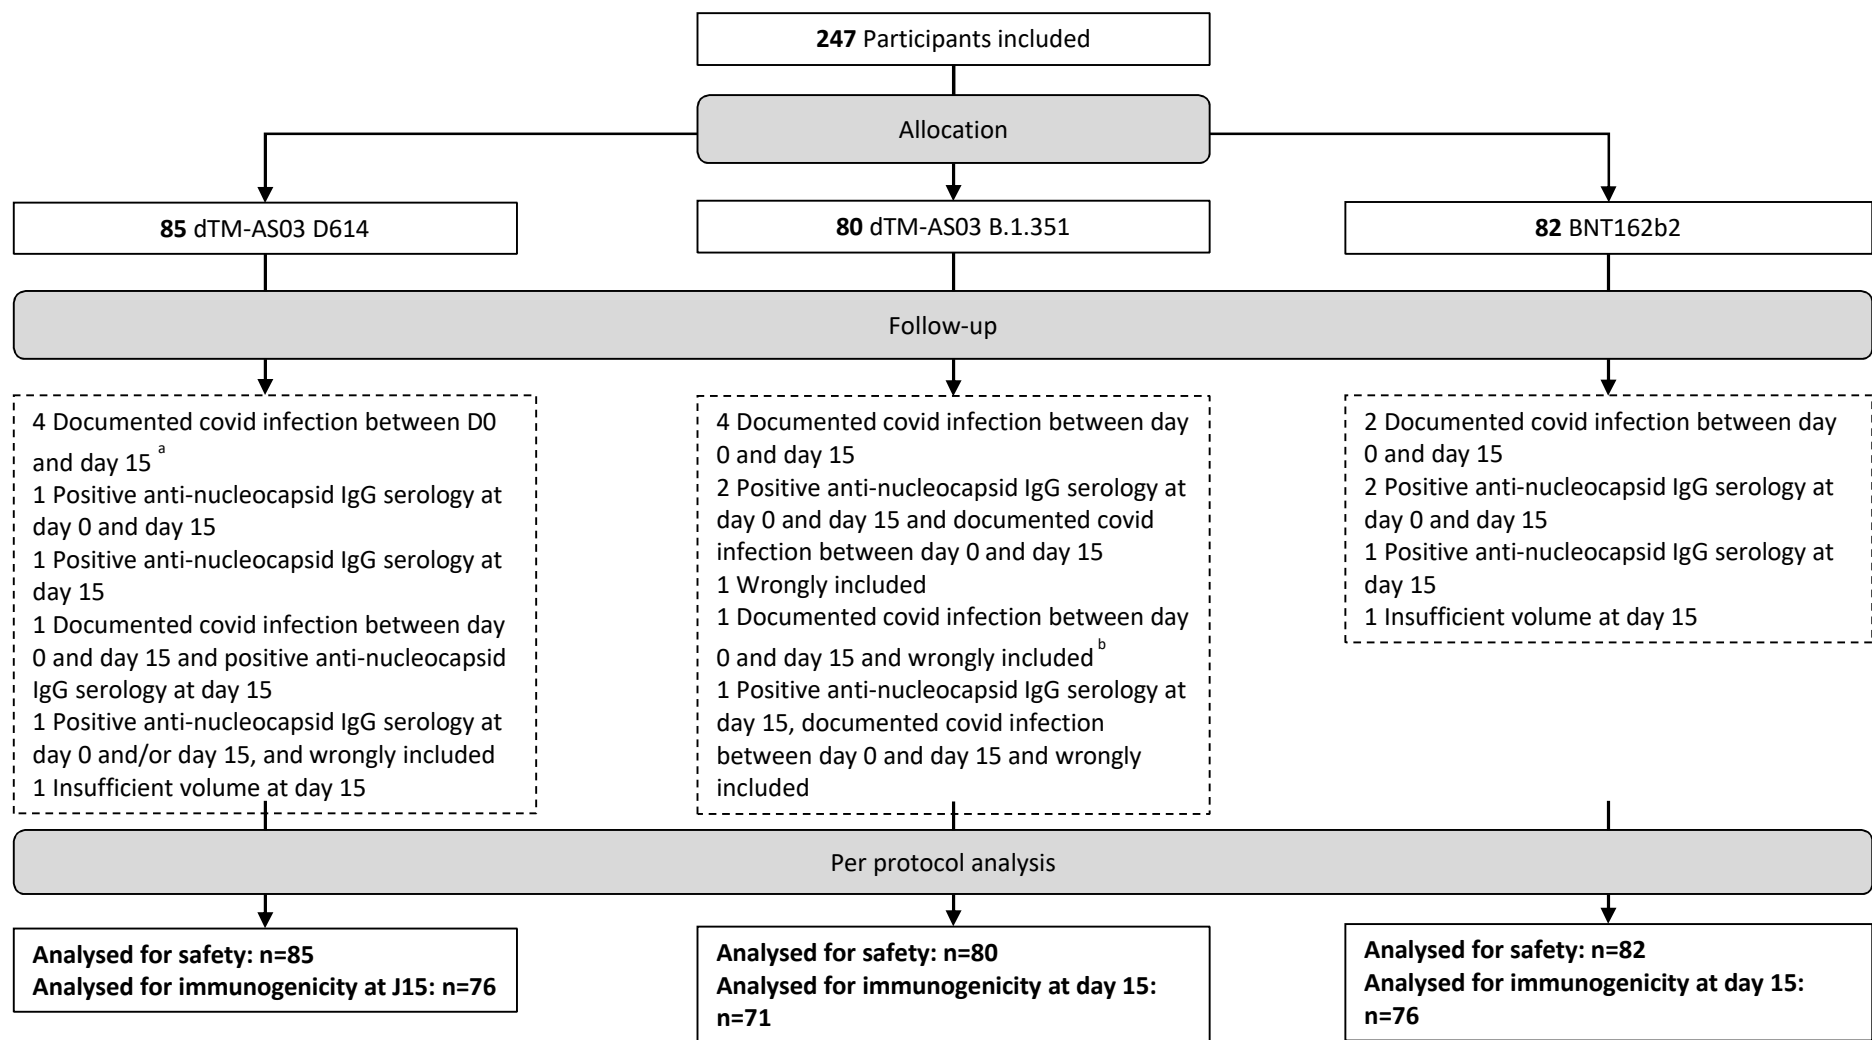 247 Participants included
Allocation
85 dTM-AS03 D614
80 dTM-AS03 B.1.351
82 BNT162b2
Follow-up
4 Documented covid infection between D0
and day 15 a
1 Positive anti-nucleocapsid IgG serology at
day 0 and day 15
1 Positive anti-nucleocapsid IgG serology at
day 15
1 Documented covid infection between day
0 and day 15 and positive anti-nucleocapsid
IgG serology at day 15
1 Positive anti-nucleocapsid IgG serology at
day 0 and/or day 15, and wrongly included
1 Insufficient volume at day 15
4 Documented covid infection between day
0 and day 15
2 Positive anti-nucleocapsid IgG serology at
day 0 and day 15 and documented covid
infection between day 0 and day 15
1 Wrongly included
1 Documented covid infection between day
0 and day 15 and wrongly included b
1 Positive anti-nucleocapsid IgG serology at
day 15, documented covid infection
between day 0 and day 15 and wrongly
included
2 Documented covid infection between day
0 and day 15
2 Positive anti-nucleocapsid IgG serology at
day 0 and day 15
1 Positive anti-nucleocapsid IgG serology at
day 15
1 Insufficient volume at day 15
Per protocol analysis
Analysed for safety: n=85
Analysed for immunogenicity at J15: n=76
Analysed for safety: n=80
Analysed for immunogenicity at day 15:
n=71
Analysed for safety: n=82
Analysed for immunogenicity at day 15:
n=76